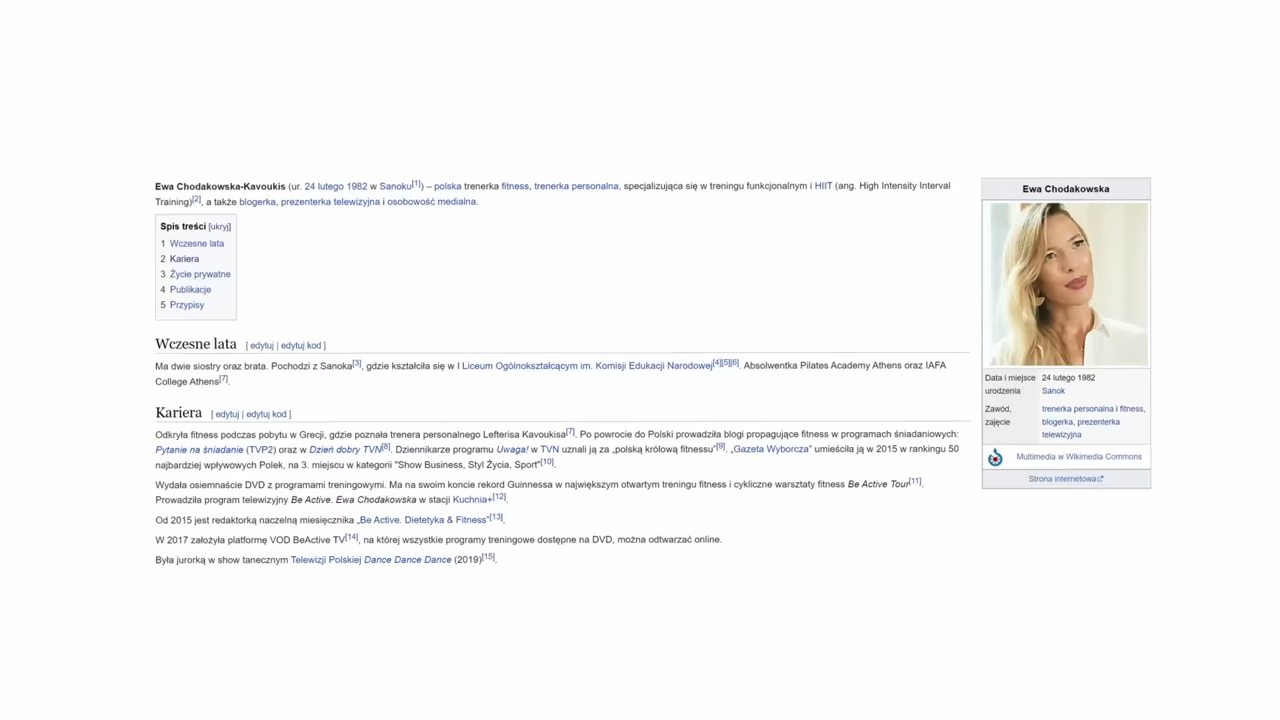 Ewa Chodakowska-Kavoukis (ur. 24 lutego 1982 w Sanoku[1]) – polska trenerka fitness, trenerka personalna, specjalizująca się w treningu funkcjonalnym i HIIT (ang. High Intensity Interval
Training)[2], a także blogerka, prezenterka telewizyjna i osobowość medialna.
Spis treści [ukryj]
1 Wczesne lata
2 Kariera
3 Życie prywatne
4 Publikacje
5 Przypisy
Wczesne lata [ edytuj | edytuj kod ]
Ma dwie siostry oraz brata. Pochodzi z Sanoka[3], gdzie kształciła się w I Liceum Ogólnokształcącym im. Komisji Edukacji Narodowej[4][5][6]. Absolwentka Pilates Academy Athens oraz IAFA
College Athens[7].
Kariera [ edytuj | edytuj kod ]
Odkryła fitness podczas pobytu w Grecji, gdzie poznała trenera personalnego Lefterisa Kavoukisa[7]. Po powrocie do Polski prowadziła blogi propagujące fitness w programach śniadaniowych:
Pytanie na śniadanie (TVP2) oraz w Dzień dobry TVN[8]. Dziennikarze programu Uwaga! w TVN uznali ją za „polską królową fitnessu"[9]. „Gazeta Wyborcza" umieściła ją w 2015 w rankingu 50
najbardziej wpływowych Polek, na 3. miejscu w kategorii "Show Business, Styl Życia, Sport"[10].
Wydała osiemnaście DVD z programami treningowymi. Ma na swoim koncie rekord Guinnessa w największym otwartym treningu fitness i cykliczne warsztaty fitness Be Active Tour[11].
Prowadziła program telewizyjny Be Active. Ewa Chodakowska w stacji Kuchnia+[12].
Od 2015 jest redaktorką naczelną miesięcznika „Be Active. Dietetyka & Fitness"[13].
W 2017 założyła platformę VOD BeActive TV[14], na której wszystkie programy treningowe dostępne na DVD, można odtwarzać online.
Była jurorką w show tanecznym Telewizji Polskiej Dance Dance Dance (2019)[15].
Ewa Chodakowska
Data i miejsce urodzenia
24 lutego 1982
Sanok
Zawód, zajęcie
trenerka personalna i fitness,
blogerka, prezenterka
telewizyjna
Multimedia w Wikimedia Commons
Strona internetowa